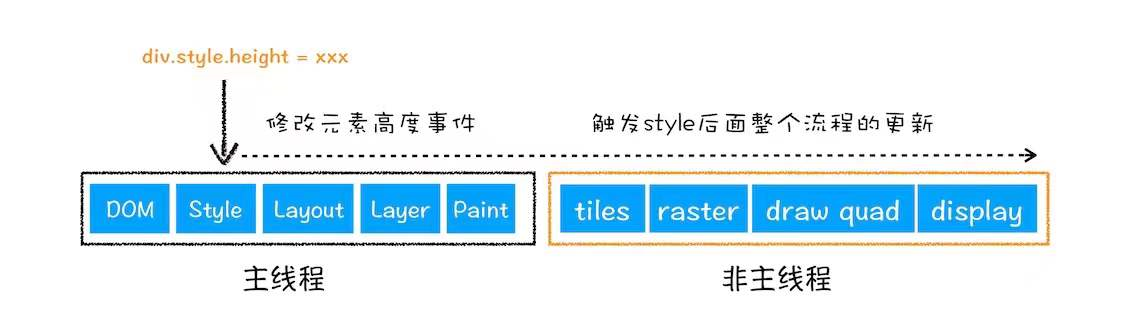 div.style.height = xxx
修改元素高度事件
触发style后面整个流程的更新
DOM
Style
Layout
Layer
Paint
tiles
raster
draw quad
display
主线程
非主线程